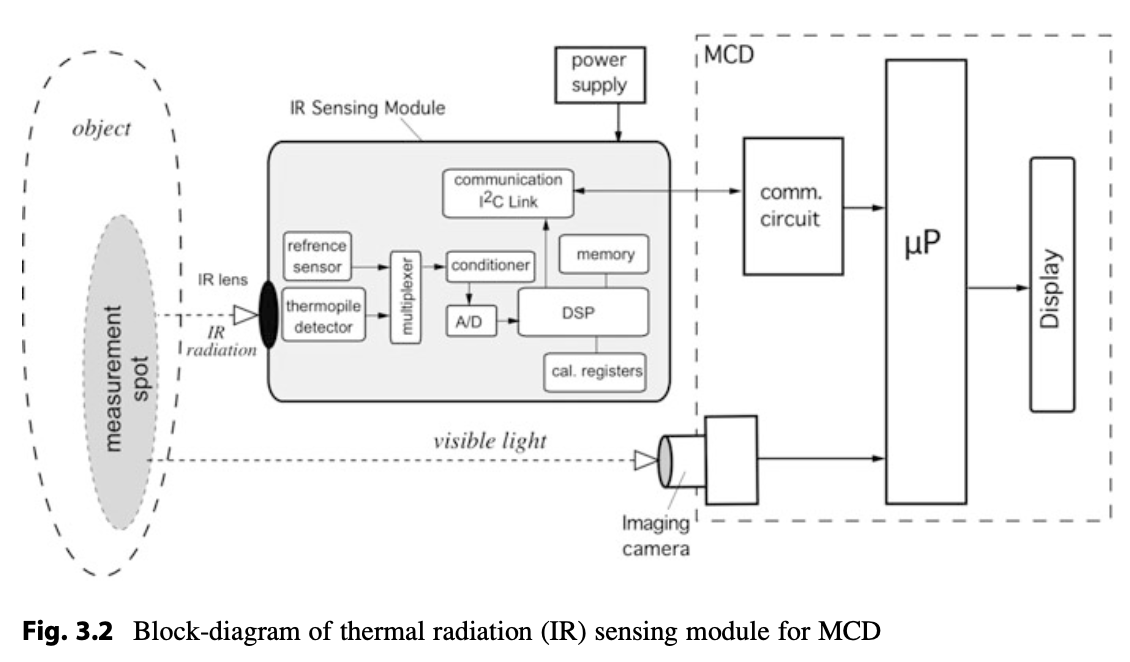 MCD
power
supply
IR Sensing Module
object
communication
I2C Link
comm.
circuit
μP
refrence
sensor
memory
multiplexer
conditioner
IR lens
thermopile
detector
A/D
DSP
Display
IR
radiation
measurement
spot
cal. registers
visible light
Imaging
camera
Fig. 3.2 Block-diagram of thermal radiation (IR) sensing module for MCD